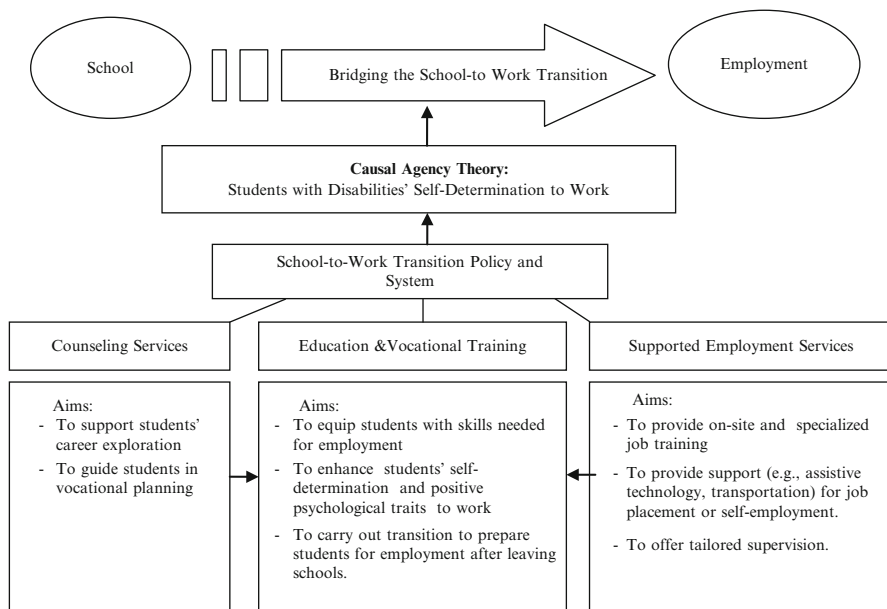 School
Bridging the School-to Work Transition
Employment
Causal Agency Theory:
Students with Disabilities’ Self-Determination to Work
School-to-Work Transition Policy and
System
Counseling Services
Education &Vocational Training
Supported Employment Services
Aims:
- To support students’
career exploration
- To guide students in
vocational planning
Aims:
- To equip students with skills needed
for employment
- To enhance students’ self-
determination and positive
psychological traits to work
- To carry out transition to prepare
students for employment after leaving
schools.
Aims:
- To provide on-site and specialized
job training
- To provide support (e.g., assistive
technology, transportation) for job
placement or self-employment.
- To offer tailored supervision.